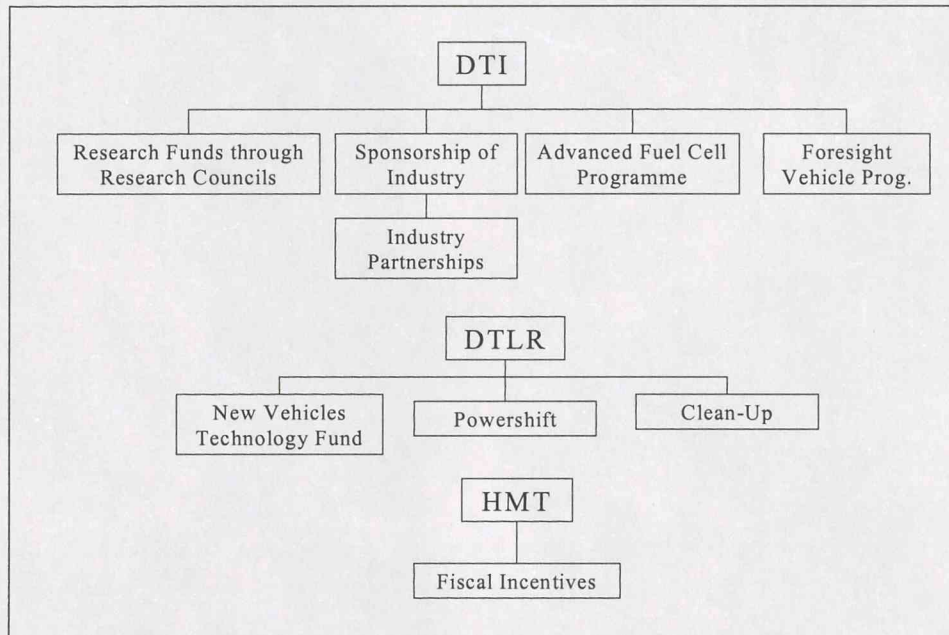 DTI
Research Funds through
Research Councils
Sponsorship of
Industry
Advanced Fuel Cell
Programme
Foresight
Vehicle Prog.
Industry
Partnerships
DTLR
New Vehicles
Technology Fund
Powershift
Clean-Up
HMT
Fiscal Incentives